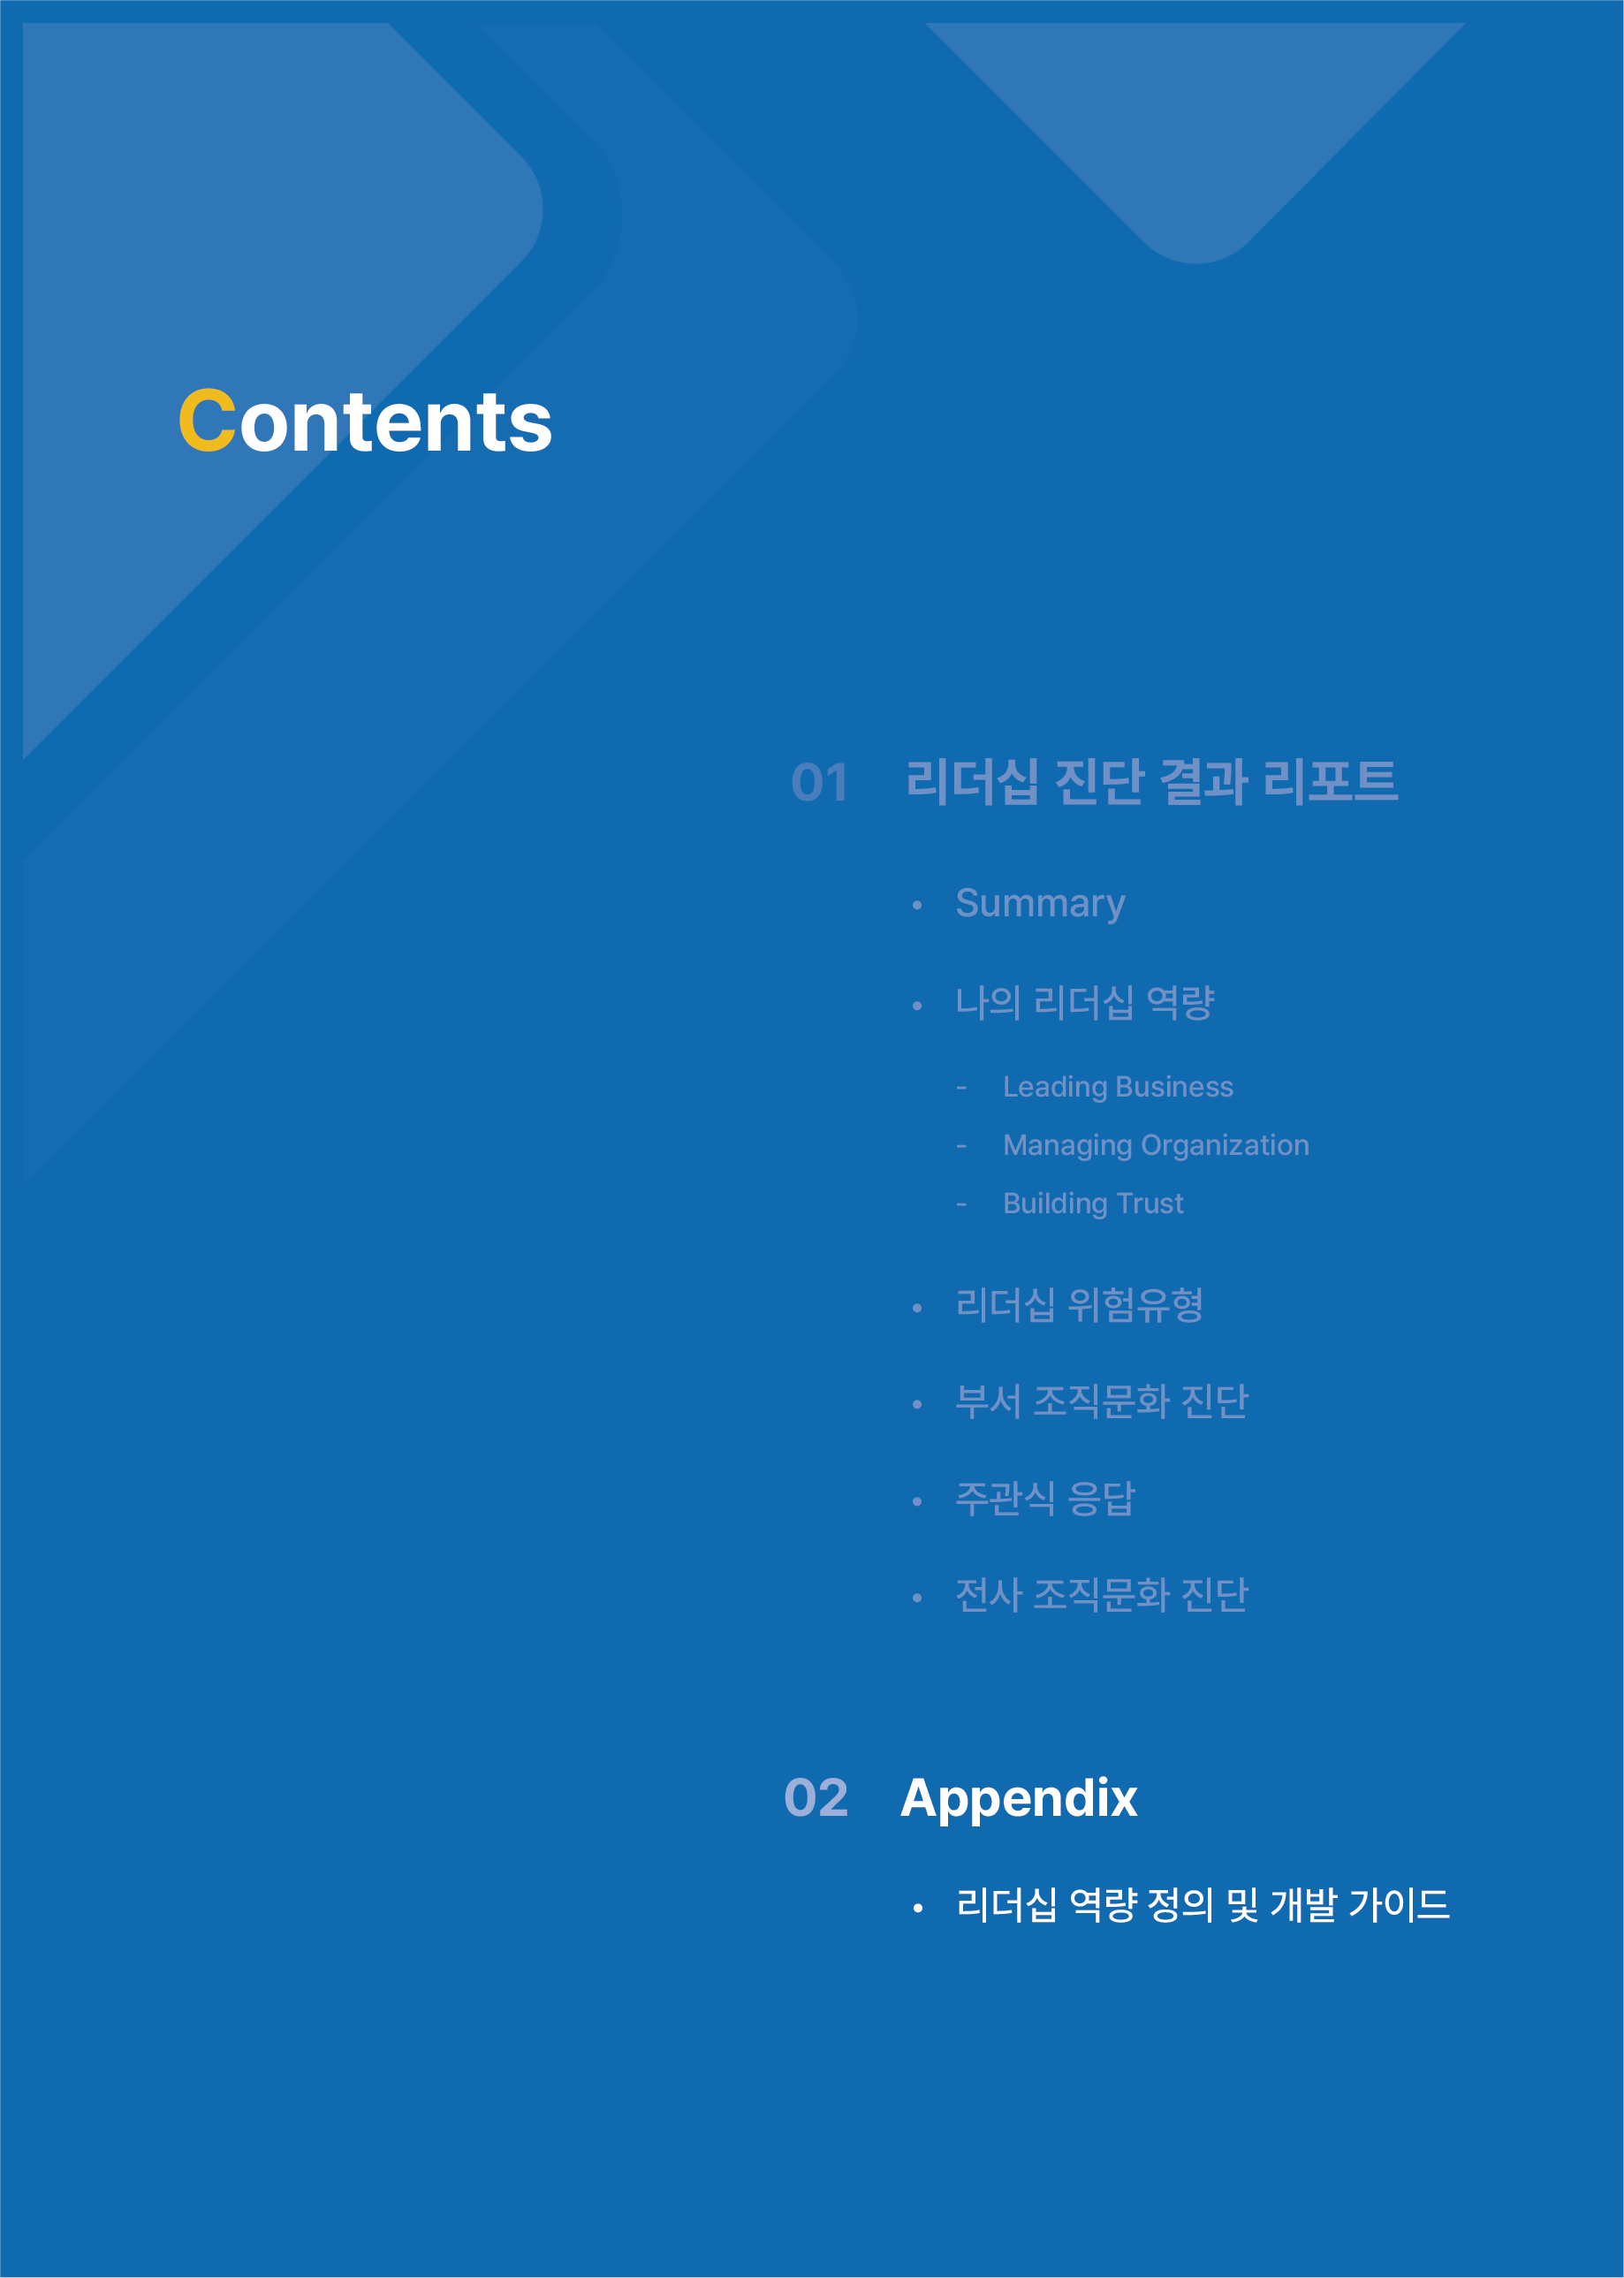 Contents
01 리더십 진단 결과 리포트
• Summary
• 나의 리더십 역량
- Leading Business
- Managing Organization
- Building Trust
• 리더십 위험유형
• 부서 조직문화 진단
• 주관식 응답
• 전사 조직문화 진단
02 Appendix
• 리더십 역량 정의 및 개발 가이드